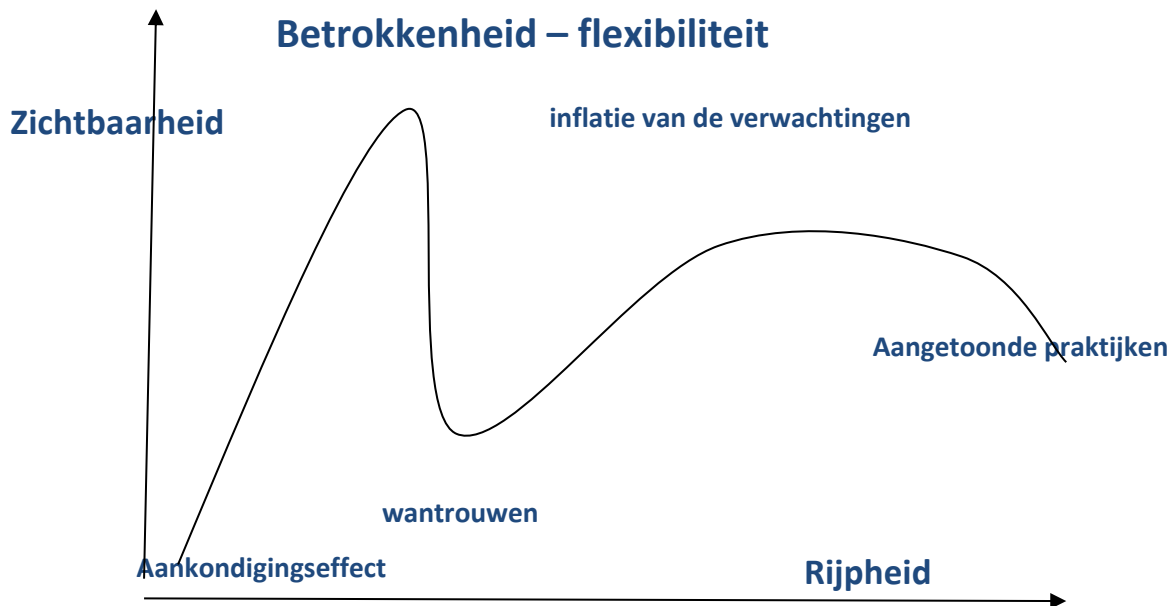 Betrokkenheid – flexibiliteit
Zichtbaarheid
inflatie van de verwachtingen
Aangetoonde praktijken
wantrouwen
Aankondigingseffect
Rijpheid